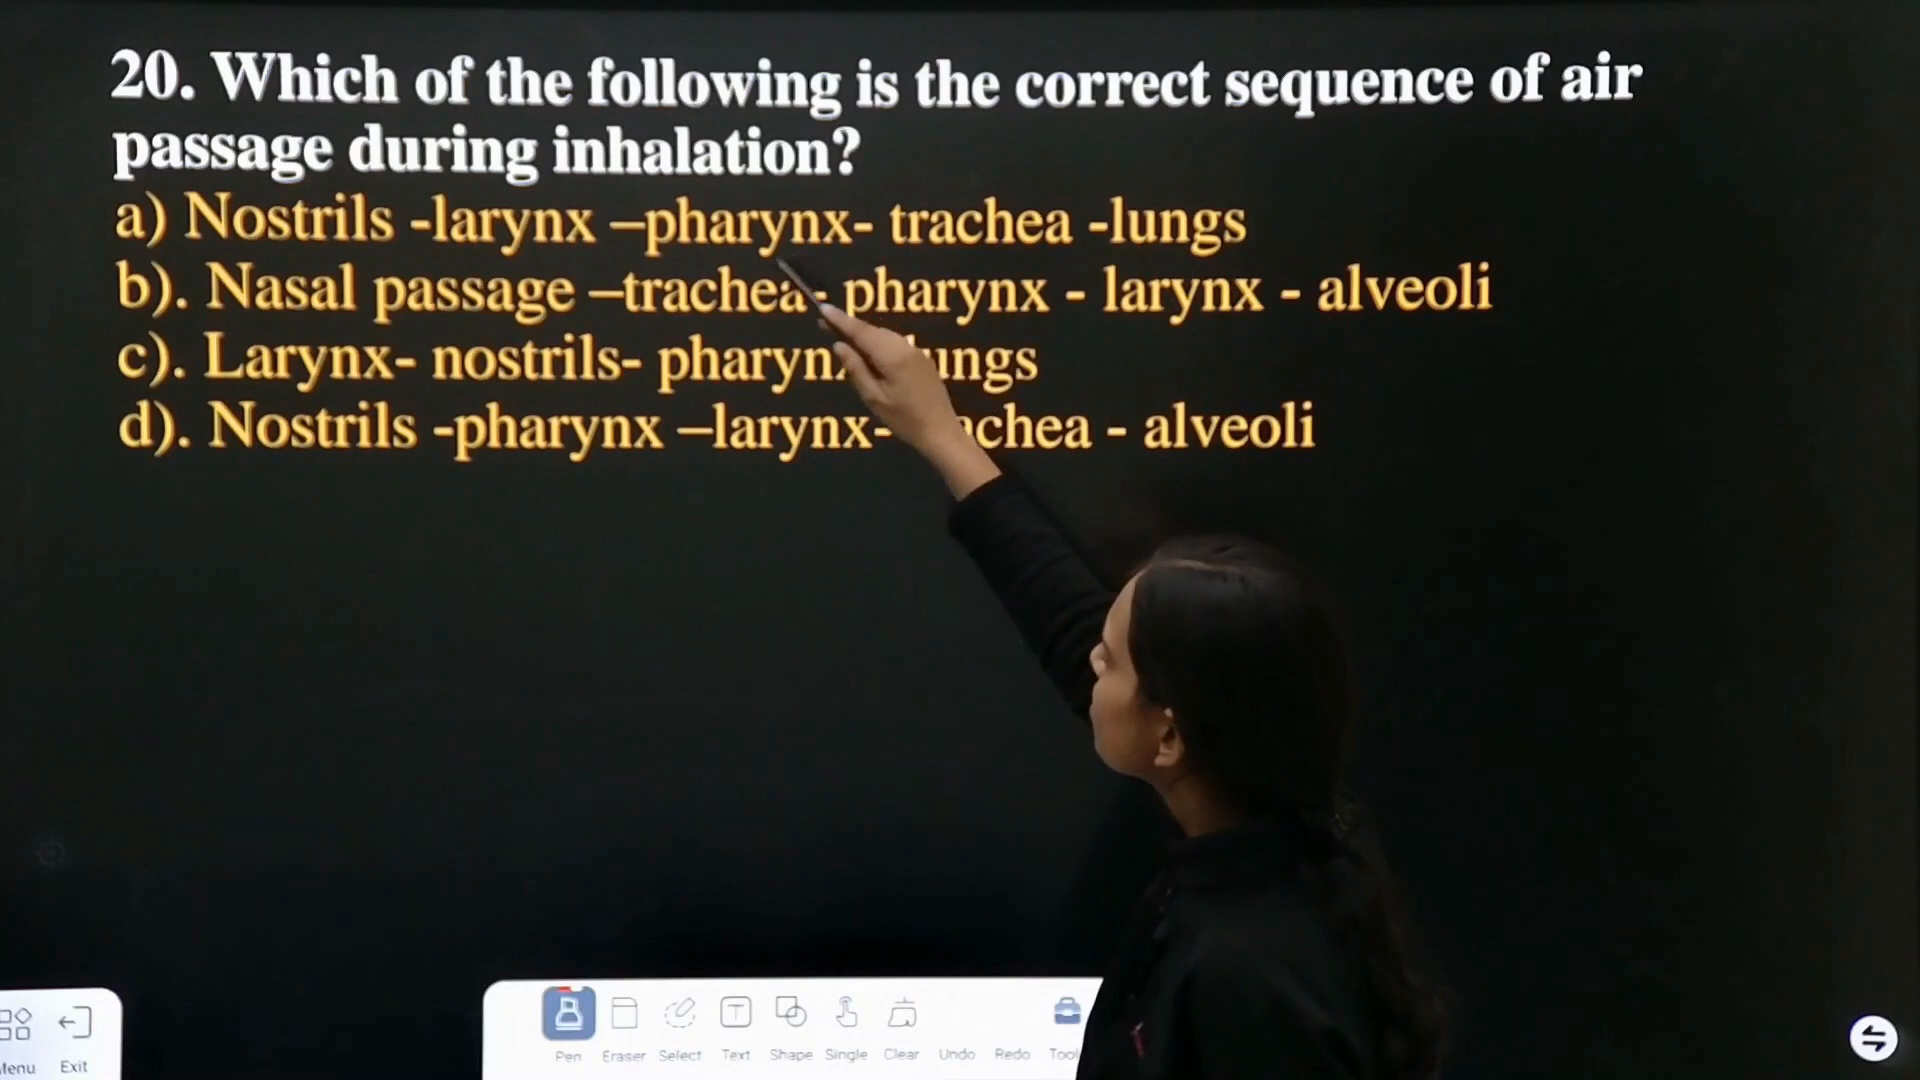 20. Which of the following is the correct sequence of air
passage during inhalation?
a) Nostrils -larynx –pharynx- trachea -lungs
b). Nasal passage –trachea- pharynx - larynx - alveoli
c). Larynx- nostrils- lungs
d). Nostrils -pharynx –larynx- - alveoli
Menu Exit
Pen Eraser Select Text Shape Single Clear Undo Redo